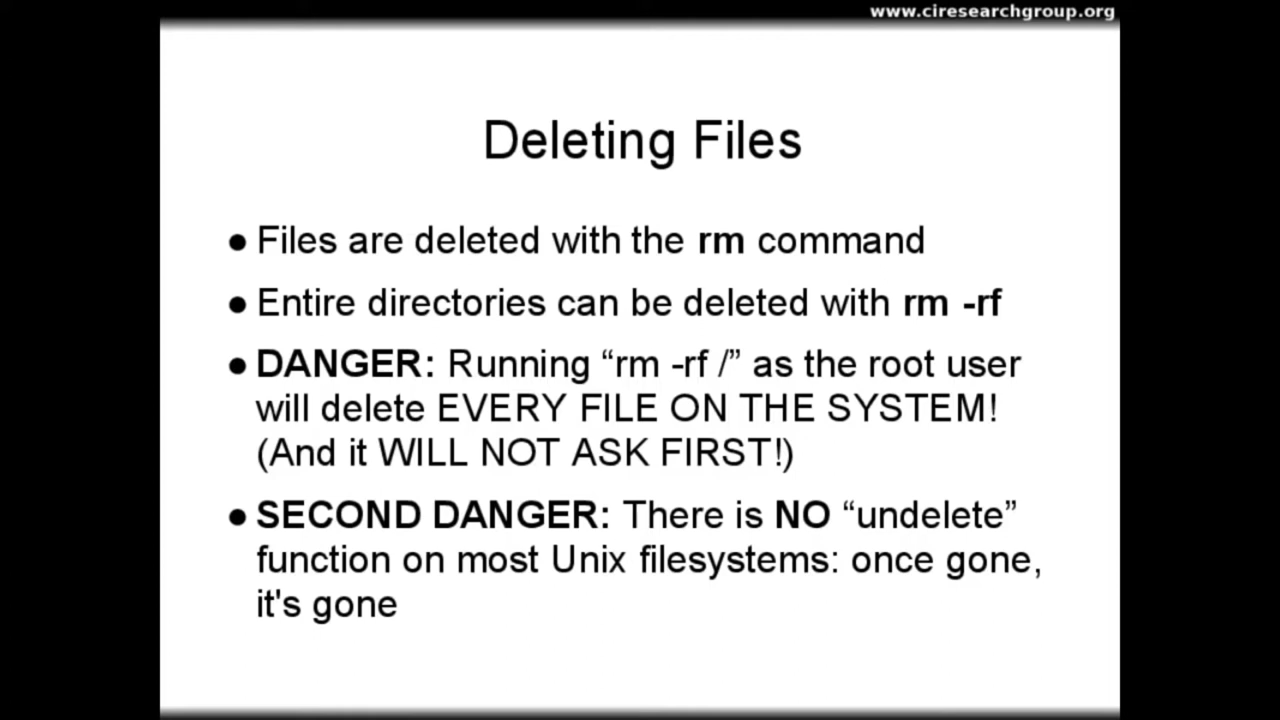 www.ciresearchgroup.org
Deleting Files
● Files are deleted with the rm command
● Entire directories can be deleted with rm -rf
● DANGER: Running “rm -rf /” as the root user
will delete EVERY FILE ON THE SYSTEM!
(And it WILL NOT ASK FIRST!)
● SECOND DANGER: There is NO “undelete”
function on most Unix filesystems: once gone,
it's gone